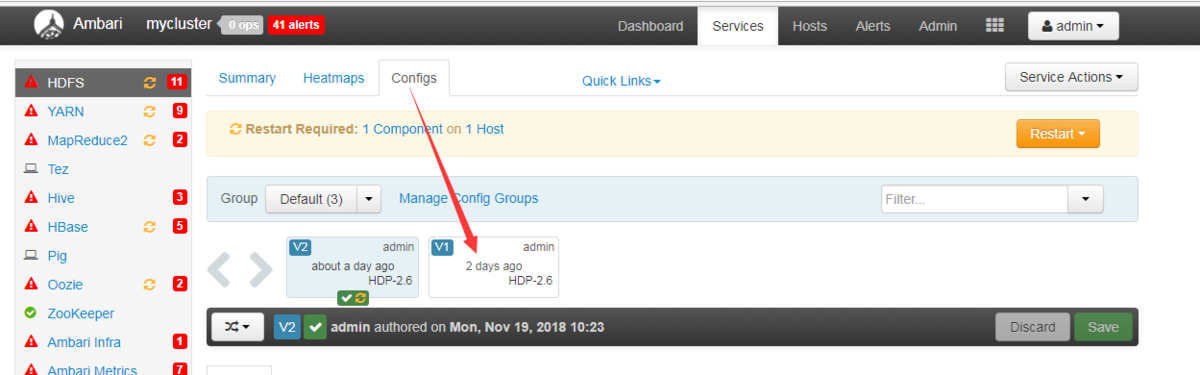 Ambari mycluster 0 ops 41 alerts Dashboard Services Hosts Alerts Admin admin
HDFS 11
YARN 9
MapReduce2 2
Tez
Hive 3
HBase 5
Pig
Oozie 2
ZooKeeper
Ambari Infra 1
Ambari Metrics 7
Summary Heatmaps Configs Quick Links Service Actions
Restart Required: 1 Component on 1 Host Restart
Group Default (3) Manage Config Groups Filter...
V2 admin
about a day ago
HDP-2.6
V1 admin
2 days ago
HDP-2.6
V2 admin authored on Mon, Nov 19, 2018 10:23 Discard Save